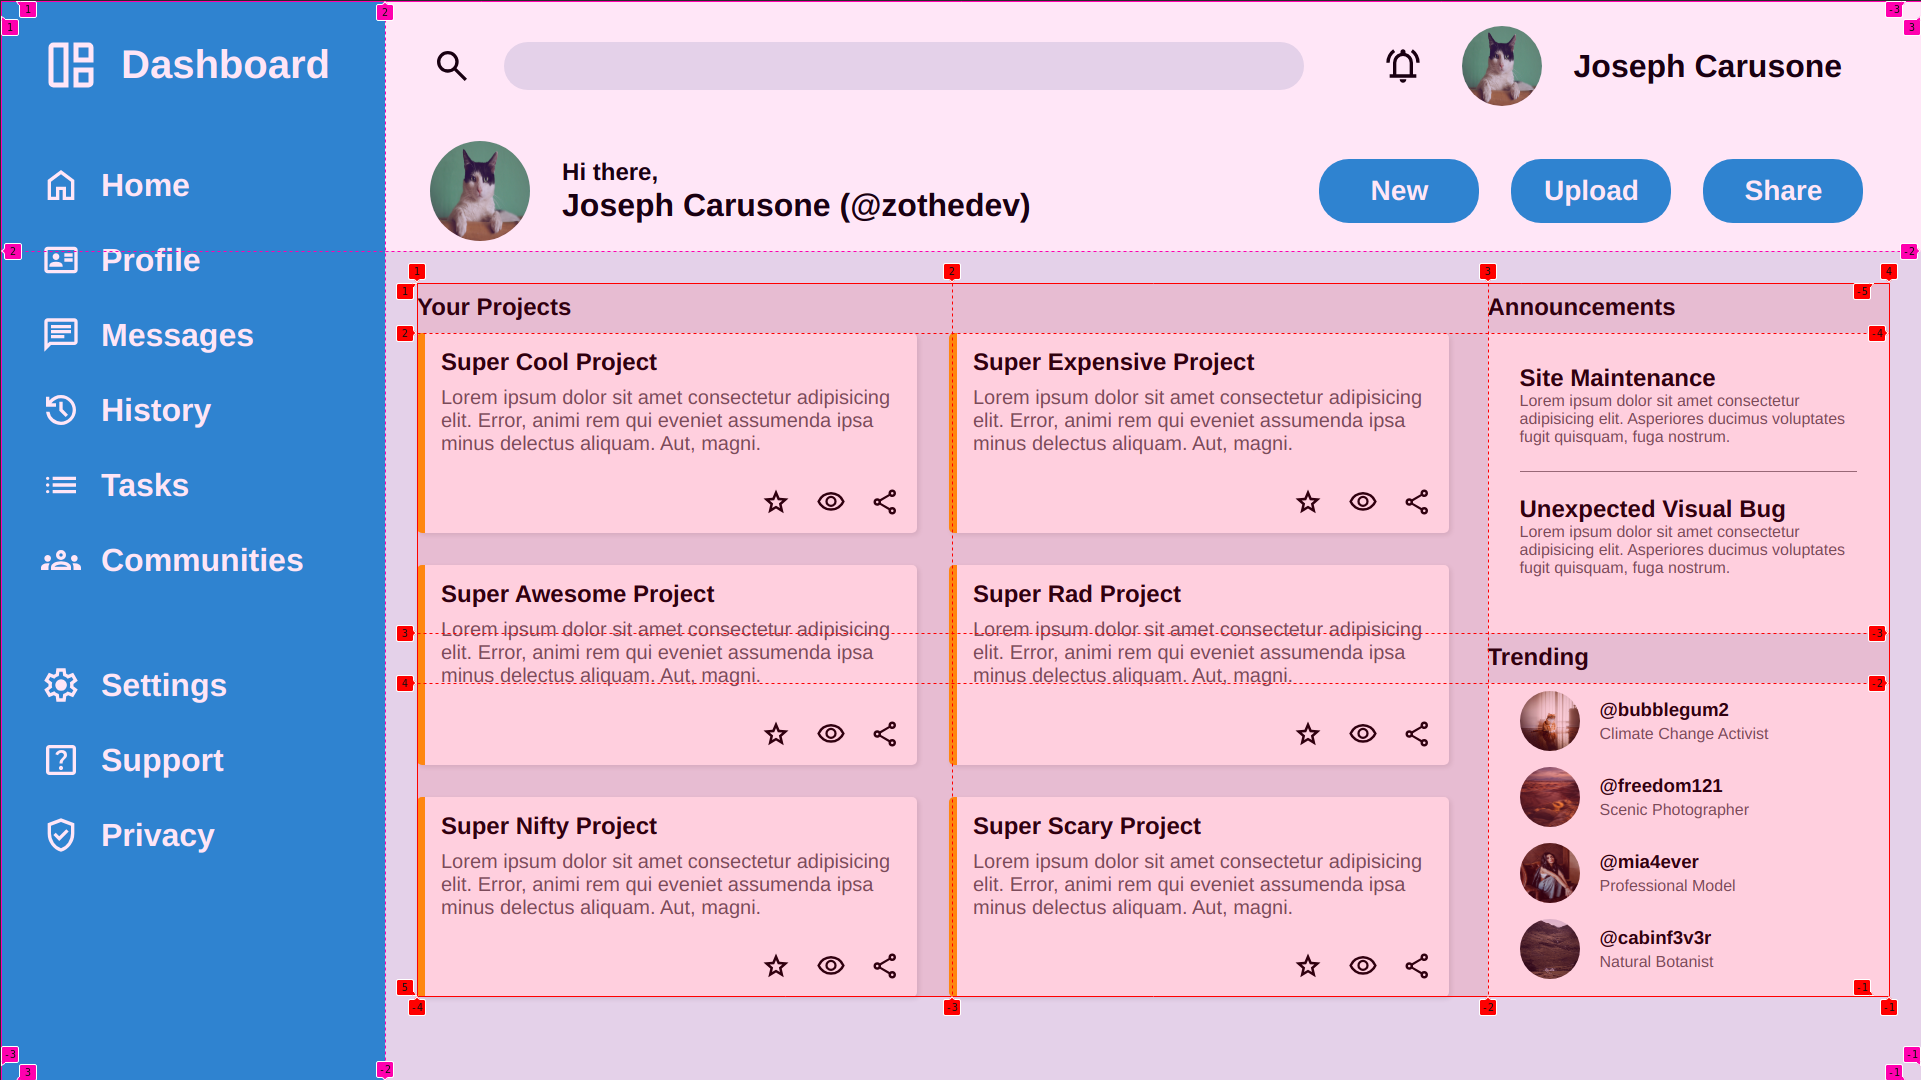 Dashboard
Home
Profile
Messages
History
Tasks
Communities
Settings
Support
Privacy
Joseph Carusone
Hi there,
Joseph Carusone (@zothedev)
New
Upload
Share
Your Projects
Super Cool Project
Lorem ipsum dolor sit amet consectetur adipisicing
elit. Error, animi rem qui eveniet assumenda ipsa
minus delectus aliquam. Aut, magni.
Super Expensive Project
Lorem ipsum dolor sit amet consectetur adipisicing
elit. Error, animi rem qui eveniet assumenda ipsa
minus delectus aliquam. Aut, magni.
Super Awesome Project
Lorem ipsum dolor sit amet consectetur adipisicing
elit. Error, animi rem qui eveniet assumenda ipsa
minus delectus aliquam. Aut, magni.
Super Rad Project
Lorem ipsum dolor sit amet consectetur adipisicing
elit. Error, animi rem qui eveniet assumenda ipsa
minus delectus aliquam. Aut, magni.
Super Nifty Project
Lorem ipsum dolor sit amet consectetur adipisicing
elit. Error, animi rem qui eveniet assumenda ipsa
minus delectus aliquam. Aut, magni.
Super Scary Project
Lorem ipsum dolor sit amet consectetur adipisicing
elit. Error, animi rem qui eveniet assumenda ipsa
minus delectus aliquam. Aut, magni.
Announcements
Site Maintenance
Lorem ipsum dolor sit amet consectetur
adipisicing elit. Asperiores ducimus voluptates
fugit quisquam, fuga nostrum.
Unexpected Visual Bug
Lorem ipsum dolor sit amet consectetur
adipisicing elit. Asperiores ducimus voluptates
fugit quisquam, fuga nostrum.
Trending
@bubblegum2
Climate Change Activist
@freedom121
Scenic Photographer
@mia4ever
Professional Model
@cabinf3v3r
Natural Botanist